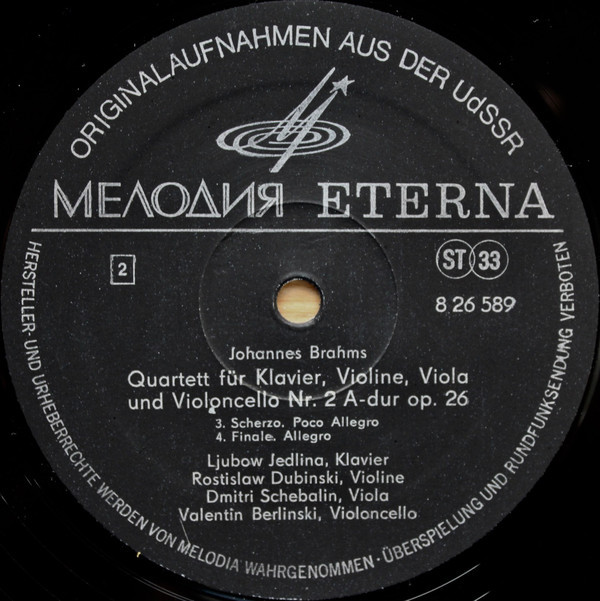 ORIGINALAUFNAHMEN AUS DER UdSSR
МЕЛОДИЯ ETERNA
2
ST 33
8 26 589
Johannes Brahms
Quartett für Klavier, Violine, Viola
und Violoncello Nr. 2 A-dur op. 26
3. Scherzo. Poco Allegro
4. Finale. Allegro
Ljubow Jedlina, Klavier
Rostislaw Dubinski, Violine
Dmitri Schebalin, Viola
Valentin Berlinski, Violoncello
HERSTELLER- UND URHEBERRECHTE WERDEN VON MELODIA WAHRGENOMMEN · ÜBERSPIELUNG UND RUNDFUNKSENDUNG VERBOTEN